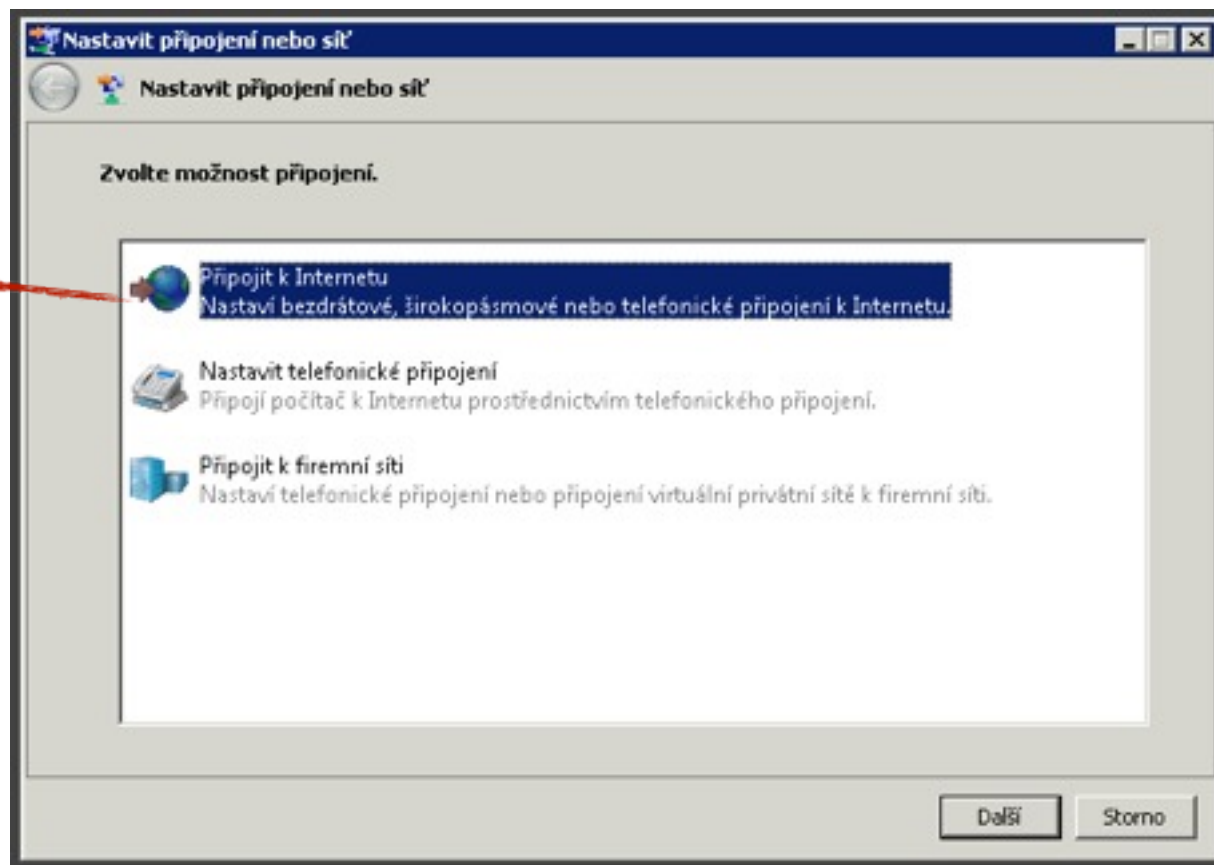 Nastavit připojení nebo síť
Nastavit připojení nebo síť
Zvolte možnost připojení.
Připojit k Internetu
Nastaví bezdrátové, širokopásmové nebo telefonické připojení k Internetu.
Nastavit telefonické připojení
Připojí počítač k Internetu prostřednictvím telefonického připojení.
Připojit k firemní síti
Nastaví telefonické připojení nebo připojení virtuální privátní sítě k firemní síti.
Další
Storno